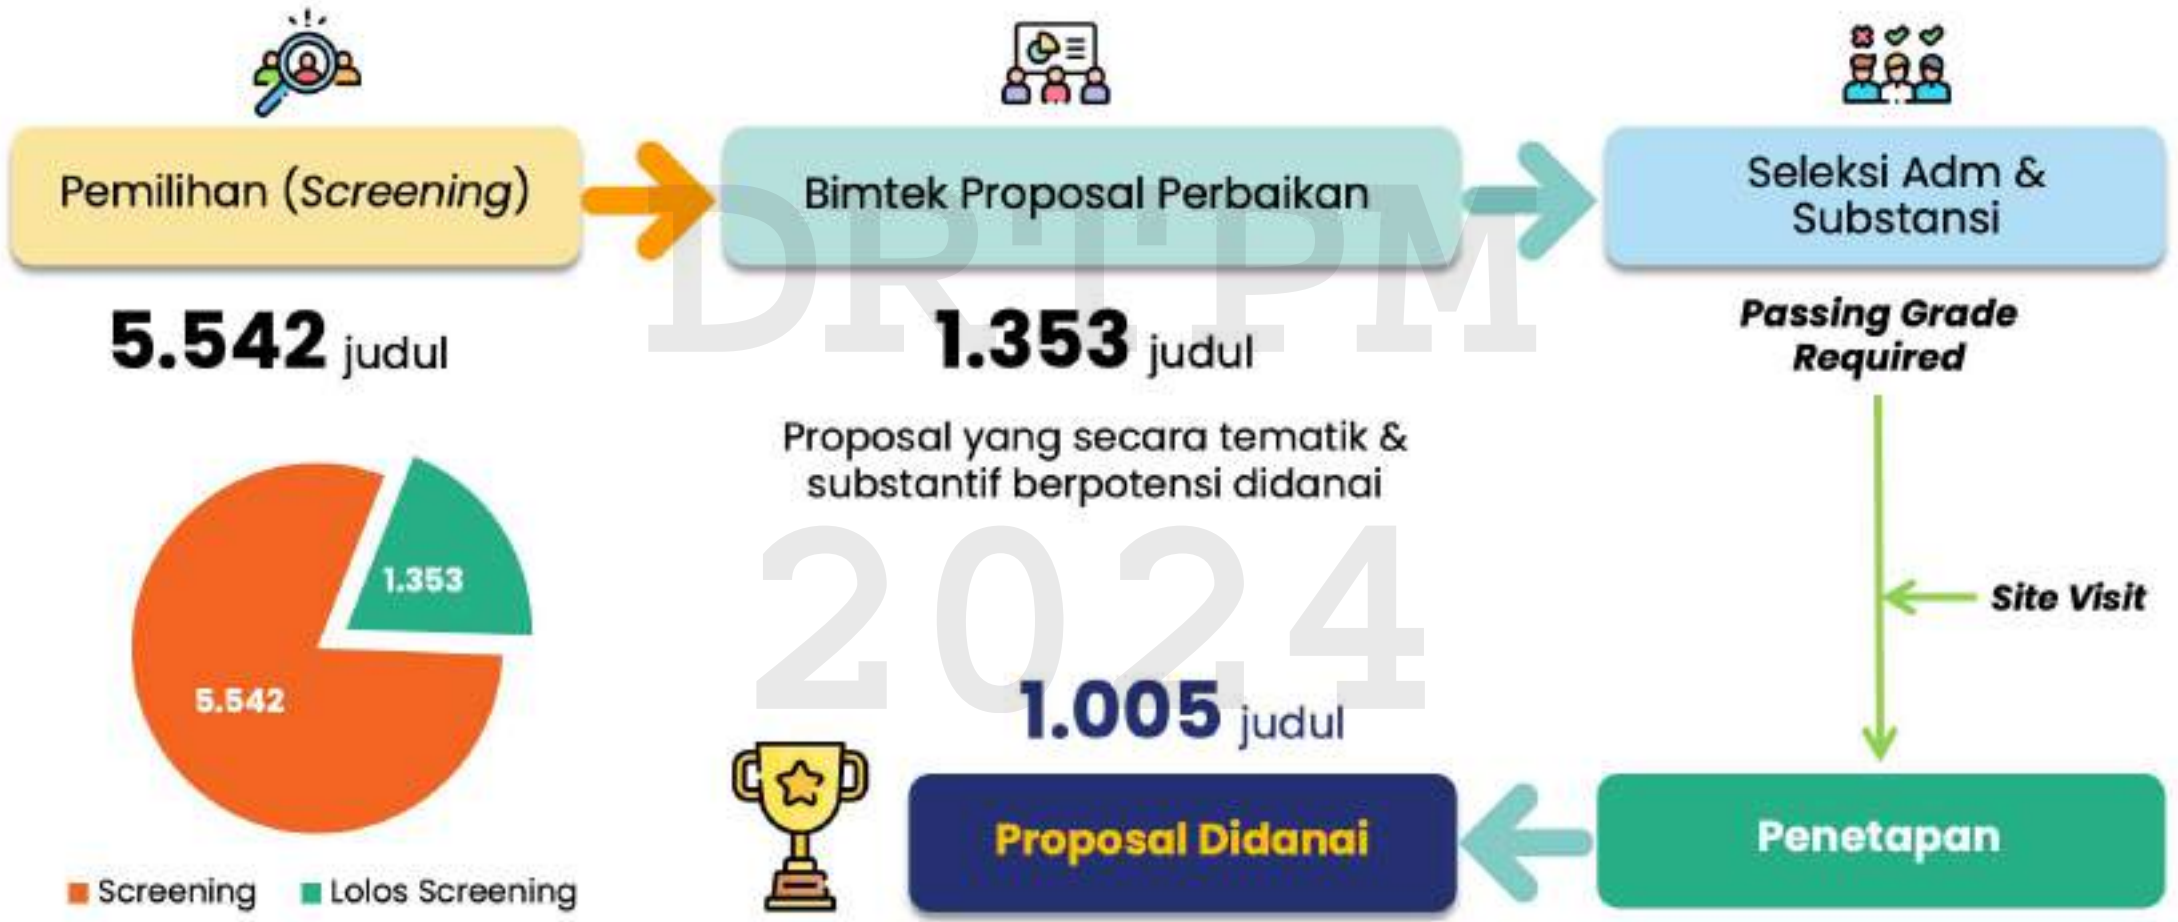 Pemilihan (Screening)
Bimtek Proposal Perbaikan
Seleksi Adm &
Substansi
5.542 judul
1.353 judul
Passing Grade
Required
Proposal yang secara tematik &
substantif berpotensi didanai
DRTPM
2024
1.353
5.542
Screening
Lolos Screening
Site Visit
1.005 judul
Proposal Didanai
Penetapan